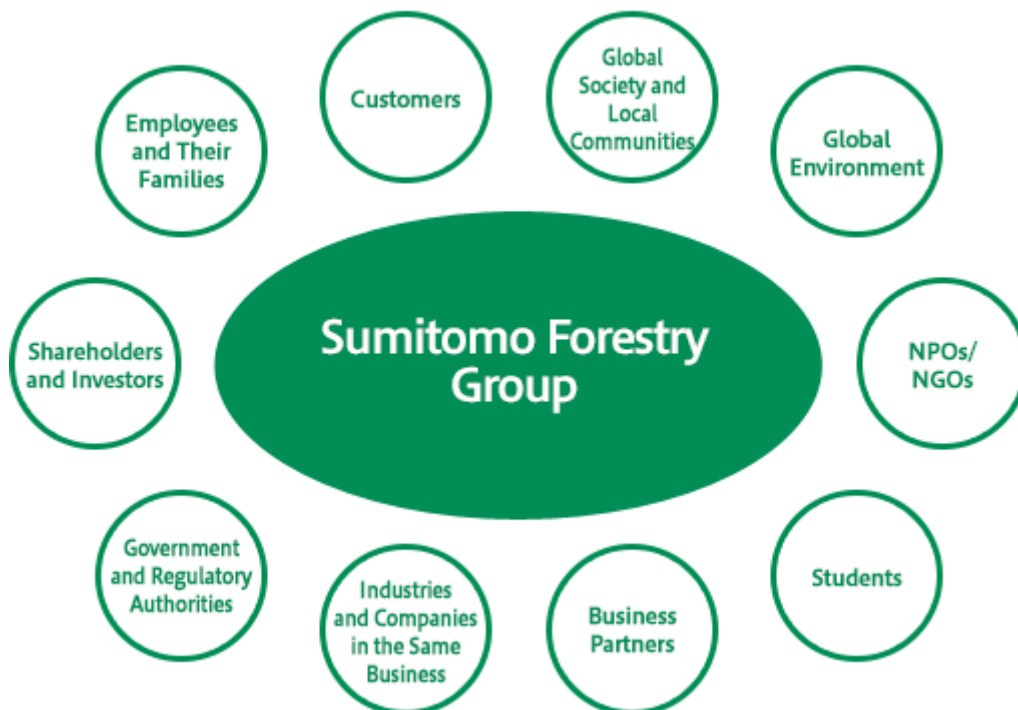 Customers
Global
Society and
Local
Communities
Employees
and Their
Families
Global
Environment
Sumitomo Forestry
Group
Shareholders
and Investors
NPOs/
NGOs
Government
and Regulatory
Authorities
Industries
and Companies
in the Same
Business
Business
Partners
Students